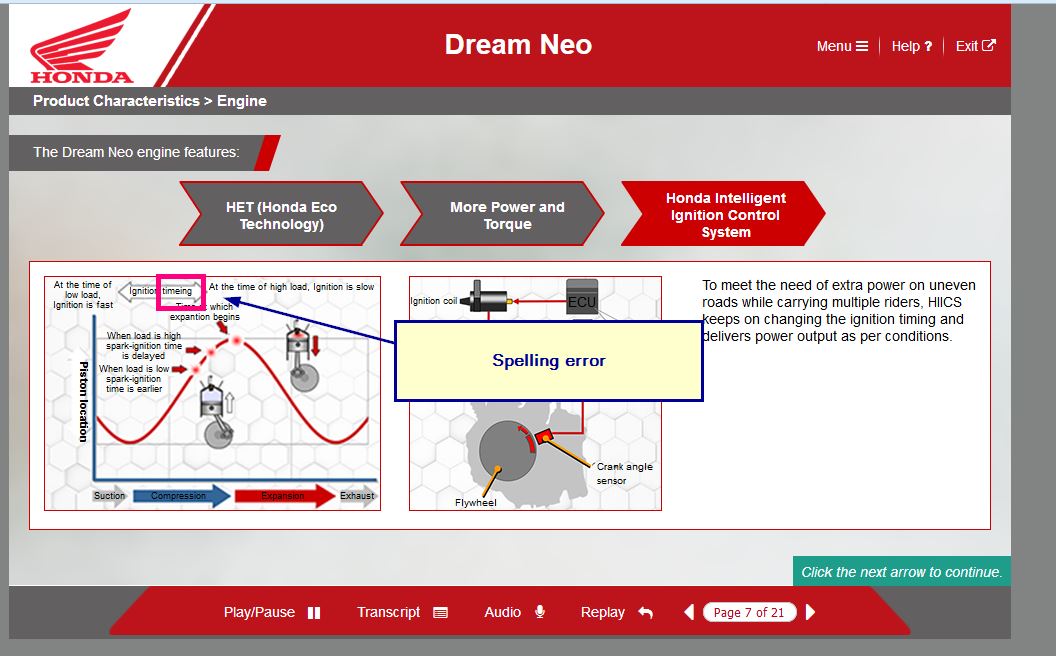 HONDA
Dream Neo
Menu
Help ?
Exit
Product Characteristics > Engine
The Dream Neo engine features:
HET (Honda Eco
Technology)
More Power and
Torque
Honda Intelligent
Ignition Control
System
At the time of
low load,
Ignition is fast
Ignition timeing
At the time of high load, Ignition is slow
which
expantion begins
When load is high
spark-ignition time
is delayed
When load is low
spark-ignition
time is earlier
Piston location
Suction
Compression
Expansion
Exhaust
Ignition coil
ECU
Spelling error
Crank angle
sensor
Flywheel
To meet the need of extra power on uneven
roads while carrying multiple riders, HIICS
keeps on changing the ignition timing and
delivers power output as per conditions.
Click the next arrow to continue.
Play/Pause
Transcript
Audio
Replay
Page 7 of 21